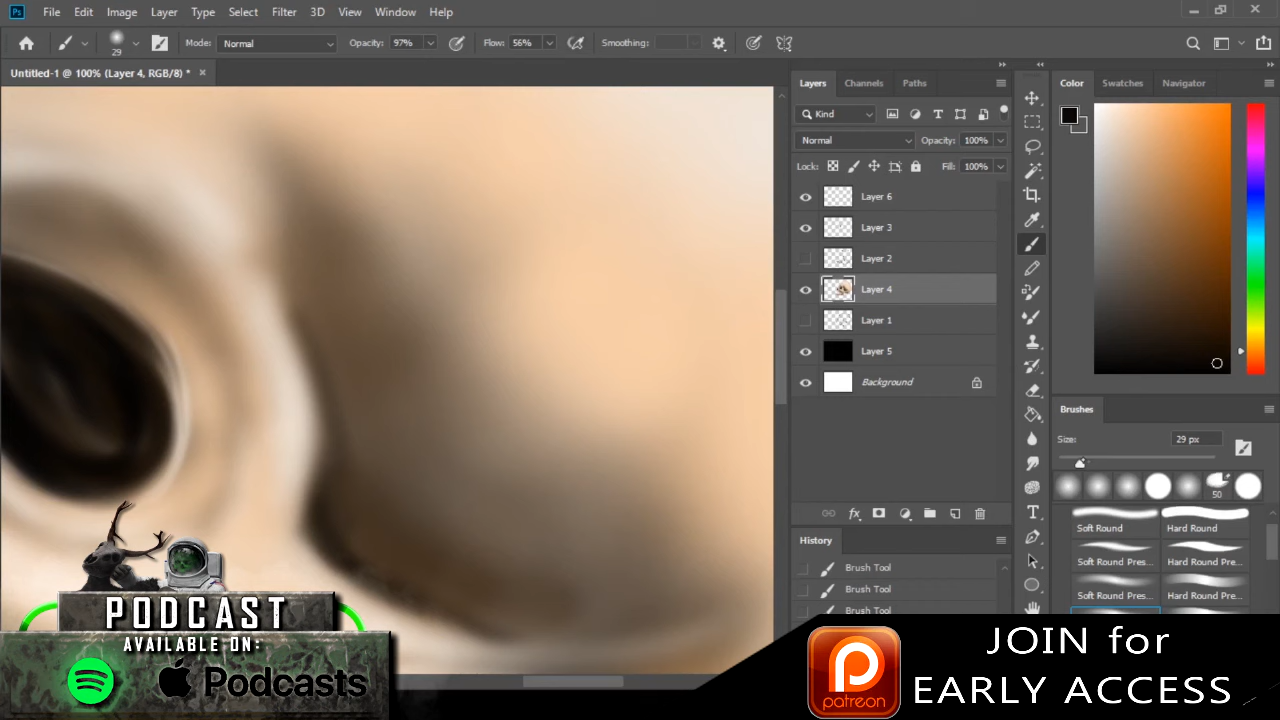 Ps File Edit Image Layer Type Select Filter 3D View Window Help
29 Mode: Normal Opacity: 97% Flow: 56% Smoothing:
Untitled-1 @ 100% (Layer 4, RGB/8) *
Layers Channels Paths
Kind
Normal Opacity: 100%
Lock: Fill: 100%
Layer 6
Layer 3
Layer 2
Layer 4
Layer 1
Layer 5
Background
History
Brush Tool
Brush Tool
Brush Tool
Color Swatches Navigator
Brushes
Size: 29 px
50
Soft Round Hard Round
Soft Round Pres... Hard Round Pre...
Soft Round Pres... Hard Round Pre...
PODCAST
AVAILABLE ON:
Podcasts
patreon
JOIN for
EARLY ACCESS